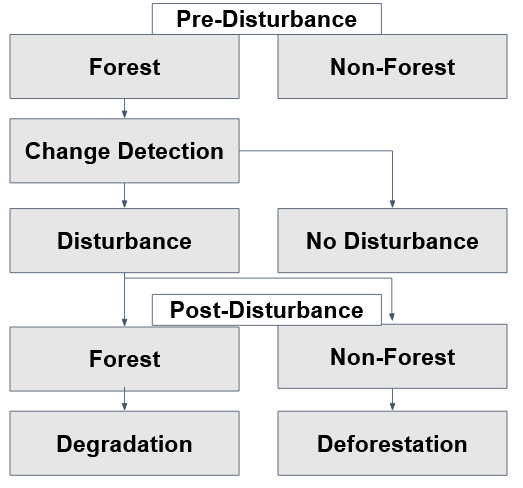 Pre-Disturbance
Forest
Non-Forest
Change Detection
Disturbance
No Disturbance
Post-Disturbance
Forest
Non-Forest
Degradation
Deforestation